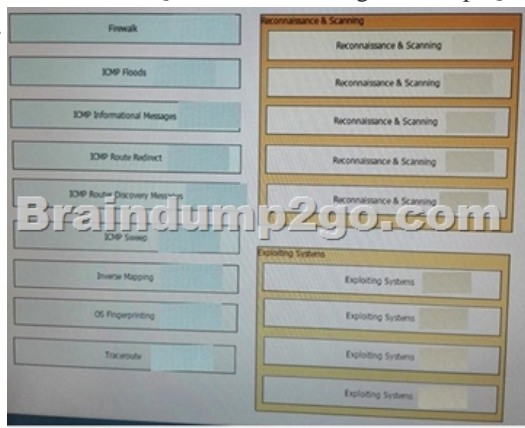 Firewalk
ICMP Floods
ICMP Informational Messages
ICMP Route Redirect
ICMP Router Discovery Messages
ICMP Sweep
Inverse Mapping
OS Fingerprinting
Traceroute
Reconnaissance & Scanning
Reconnaissance & Scanning
Reconnaissance & Scanning
Reconnaissance & Scanning
Reconnaissance & Scanning
Reconnaissance & Scanning
Exploiting Systems
Exploiting Systems
Exploiting Systems
Exploiting Systems
Exploiting Systems
Braindump2go.com